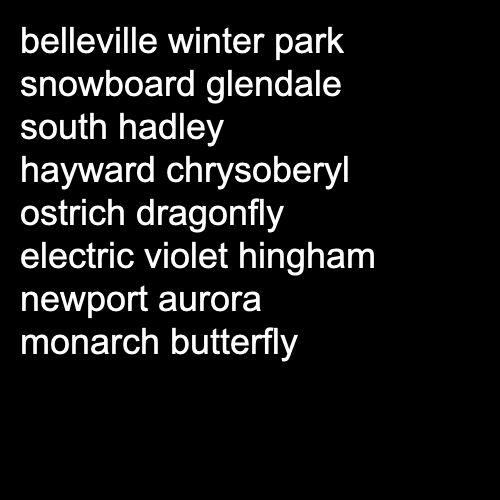 belleville winter park
snowboard glendale
south hadley
hayward chrysoberyl
ostrich dragonfly
electric violet hingham
newport aurora
monarch butterfly